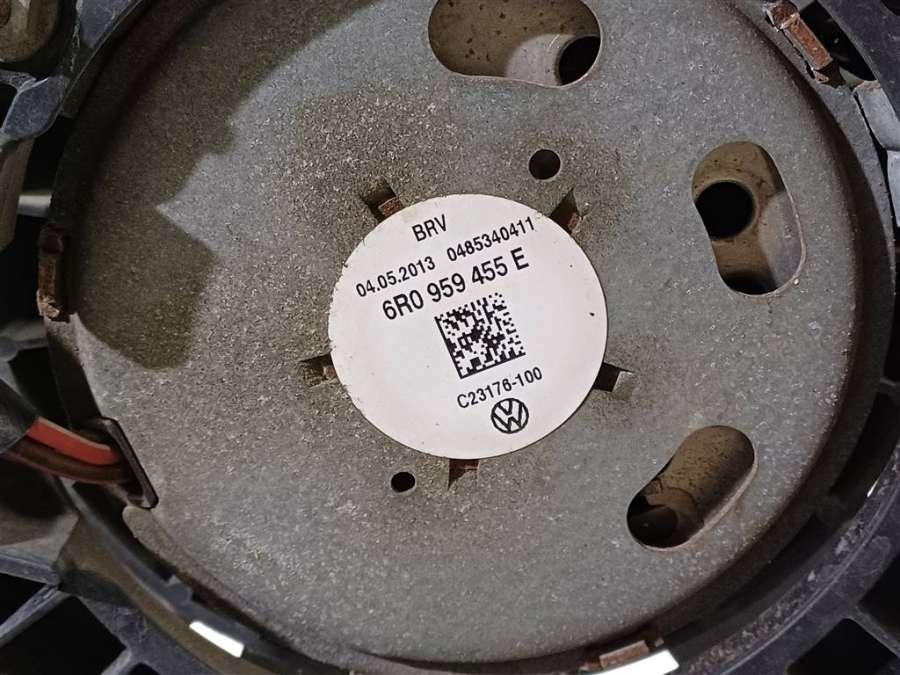 BRV
04.05.2013 0485340411
6R0 959 455 E
C23176-100
VW